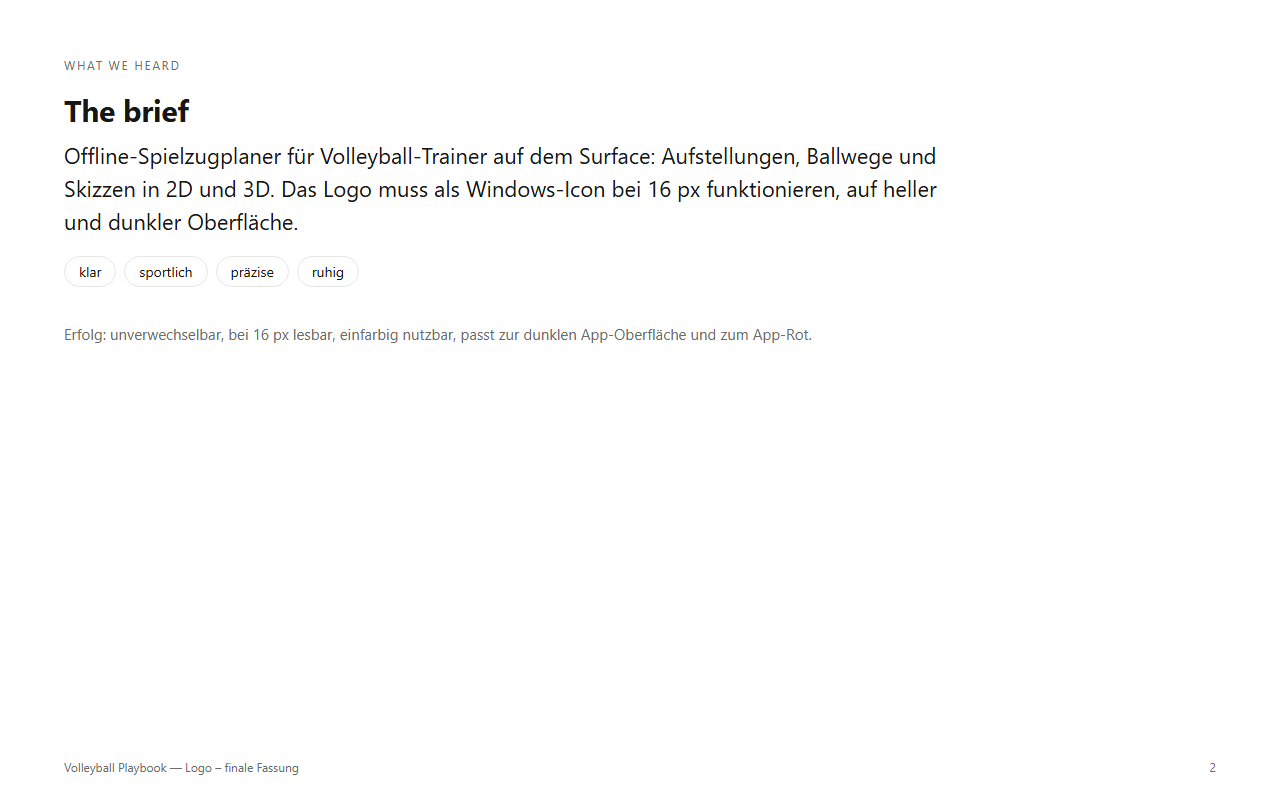 WHAT WE HEARD
The brief
Offline-Spielzugplaner für Volleyball-Trainer auf dem Surface: Aufstellungen, Ballwege und
Skizzen in 2D und 3D. Das Logo muss als Windows-Icon bei 16 px funktionieren, auf heller
und dunkler Oberfläche.
klar sportlich präzise ruhig
Erfolg: unverwechselbar, bei 16 px lesbar, einfarbig nutzbar, passt zur dunklen App-Oberfläche und zum App-Rot.
Volleyball Playbook — Logo – finale Fassung 2